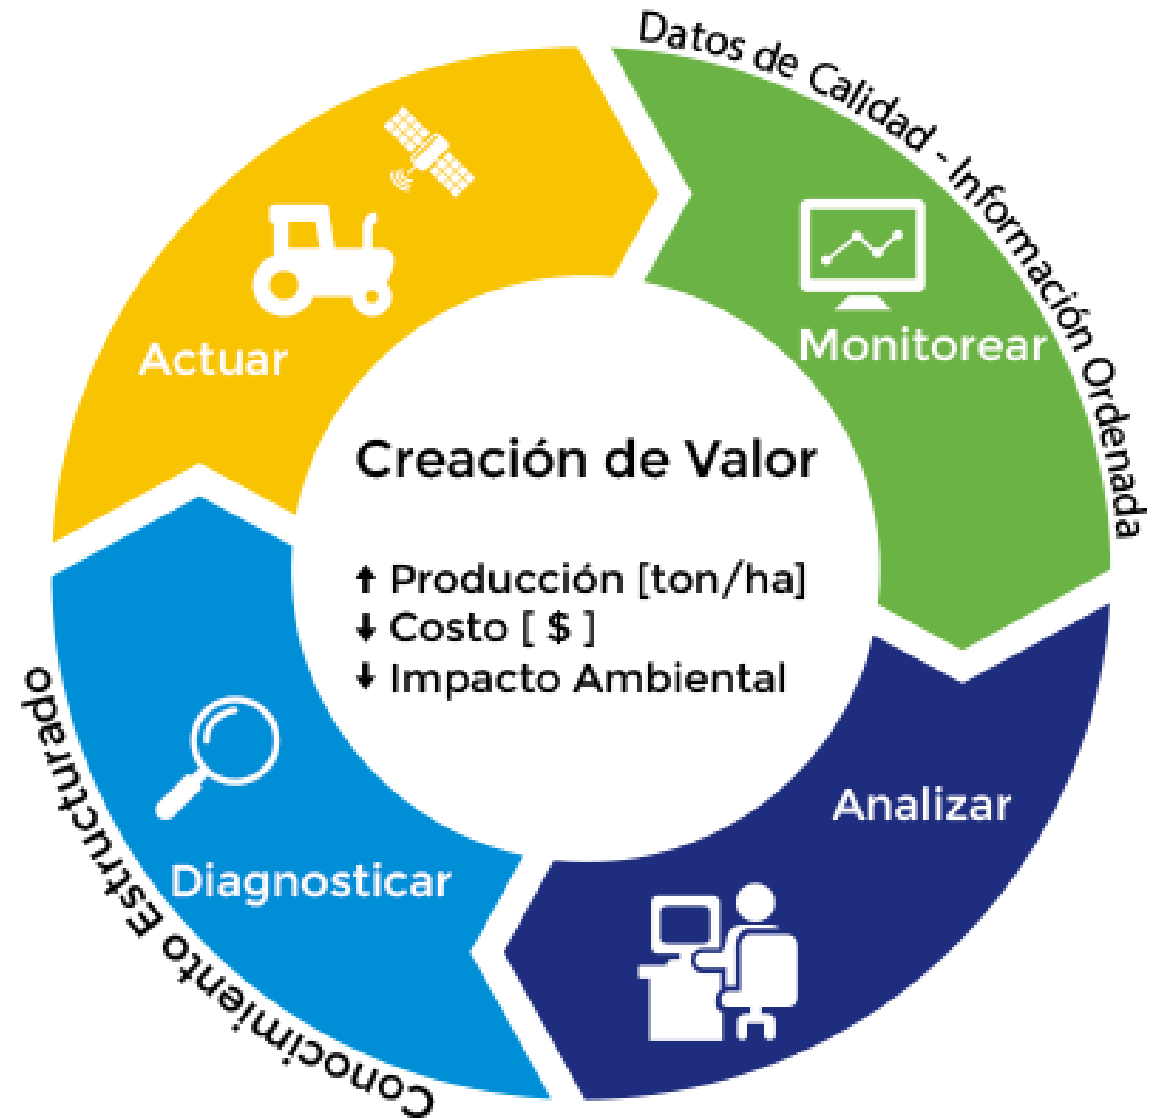 Datos de Calidad - Información Ordenada
Monitorear
Actuar
Creación de Valor
↑ Producción [ton/ha]
↓ Costo [ $ ]
↓ Impacto Ambiental
Analizar
Diagnosticar
Conocimiento Estructurado